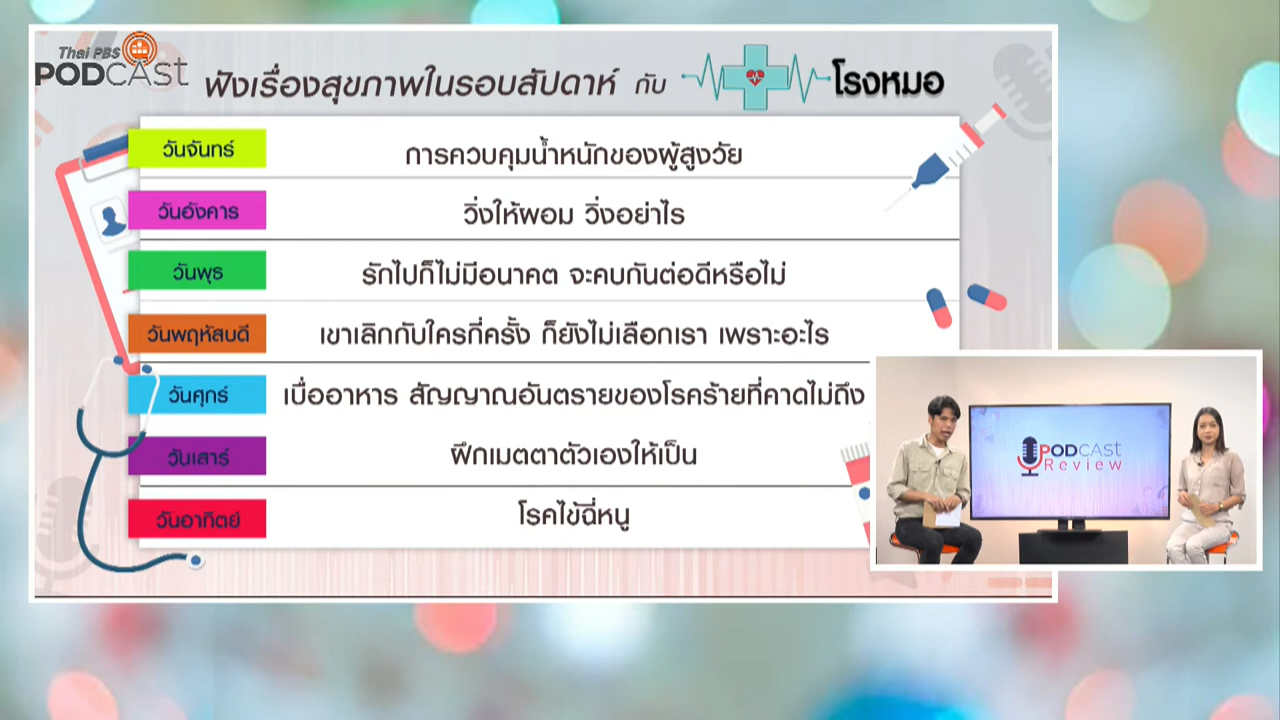 Thai PBS
PODCAST
ฟังเรื่องสุขภาพในรอบสัปดาห์ กับ โรงหมอ
วันจันทร์ การควบคุมน้ำหนักของผู้สูงวัย
วันอังคาร วิ่งให้ผอม วิ่งอย่าไร
วันพุธ รักไปก็ไม่มีอนาคต จะคบกันต่อดีหรือไม่
วันพฤหัสบดี เขาเลิกกับใครกี่ครั้ง ก็ยังไม่เลือกเรา เพราะอะไร
วันศุกร์ เบื่ออาหาร สัญญาณอันตรายของโรคร้ายที่คาดไม่ถึง
วันเสาร์ ฝึกเมตตาตัวเองให้เป็น
วันอาทิตย์ โรคไข้ฉี่หนู
PODCAST
Review